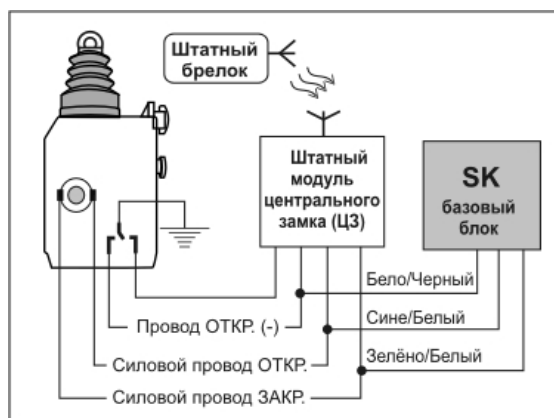 Штатный
брелок
Штатный
модуль
центрального
замка (ЦЗ)
SK
базовый
блок
Бело/Черный
Провод ОТКР. (-)
Сине/Белый
Силовой провод ОТКР.
Зелёно/Белый
Силовой провод ЗАКР.